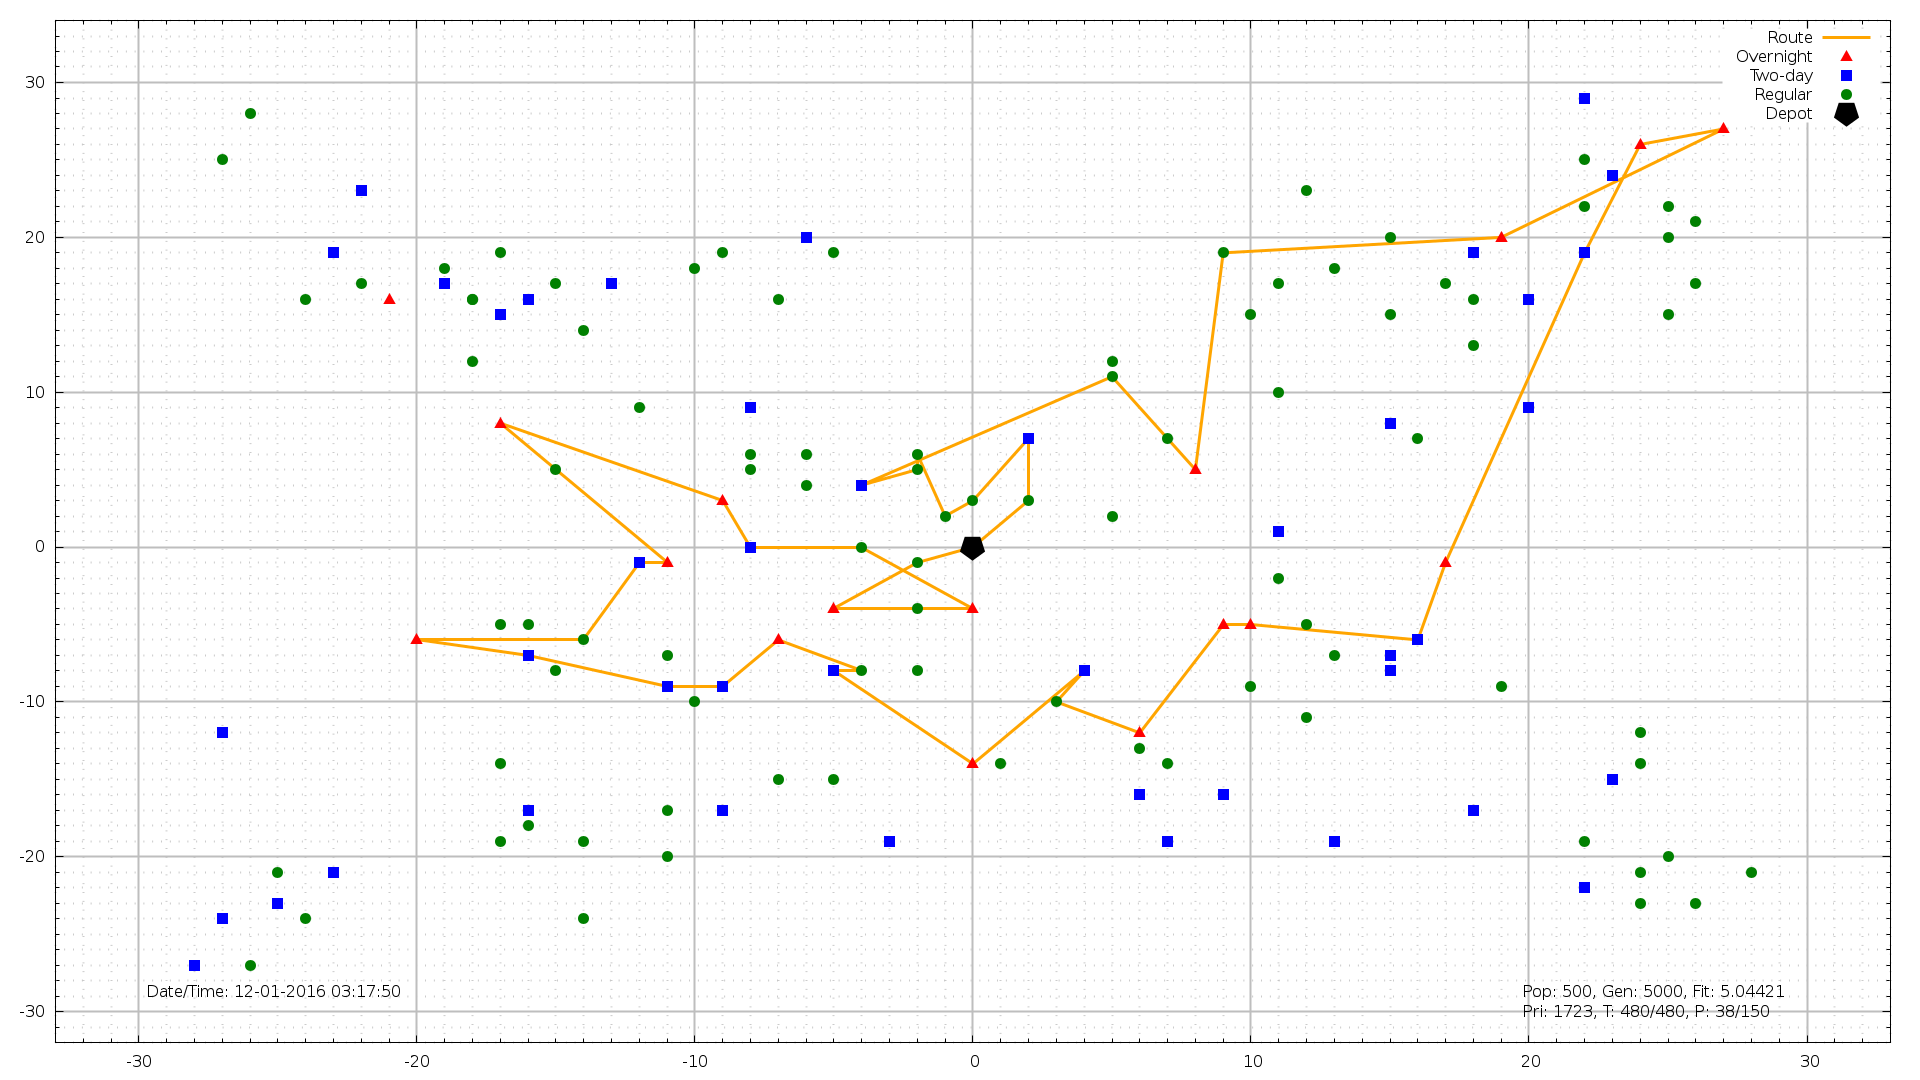 Route
Overnight
Two-day
Regular
Depot
30
20
10
0
-10
-20
-30
Date/Time: 12-01-2016 03:17:50
Pop: 500, Gen: 5000, Fit: 5.04421
Pri: 1723, T: 480/480, P: 38/150
-30
-20
-10
0
10
20
30